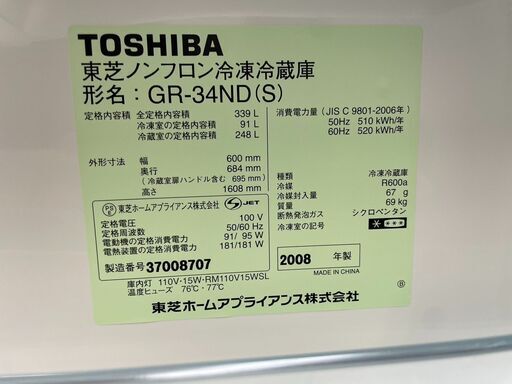 TOSHIBA
東芝ノンフロン冷凍冷蔵庫
形名：GR-34ND(S)
定格内容積 全定格内容積 339 L
冷凍室の定格内容積 91 L
冷蔵室の定格内容積 248 L
消費電力量（JIS C 9801-2006年）
50Hz 510 kWh/年
60Hz 520 kWh/年
外形寸法 幅 600 mm
奥行 684 mm
（冷蔵室扉ハンドル含む 695 mm）
高さ 1608 mm
種類 冷凍冷蔵庫
冷媒 R600a
冷媒封入量 67 g
質量 69 kg
断熱発泡ガス シクロペンタン
冷凍室の記号 ****
PS E 東芝ホームアプライアンス株式会社 S JET
定格電圧 100 V
定格周波数 50/60 Hz
電動機の定格消費電力 91/ 95 W
電熱装置の定格消費電力 181/181 W
製造番号 37008707
2008 年製
MADE IN CHINA
庫内灯 110V･15W･RM110V15WSL
温度ヒューズ 76℃･77℃
Ⓑ
東芝ホームアプライアンス株式会社